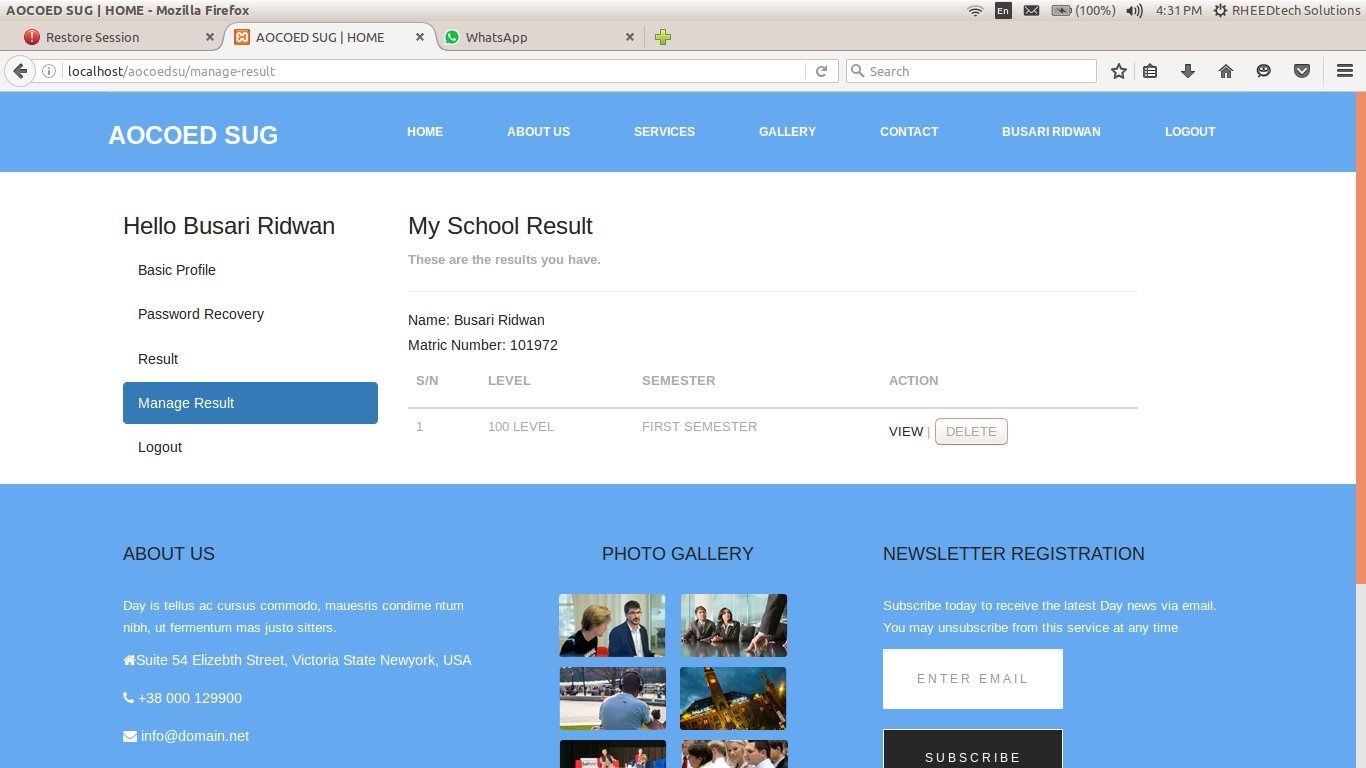 AOCOED SUG | HOME - Mozilla Firefox
En
(100%)
4:31 PM
RHEEDtech Solutions
Restore Session
AOCOED SUG | HOME
WhatsApp
localhost/aocoedsu/manage-result
Search
AOCOED SUG
HOME
ABOUT US
SERVICES
GALLERY
CONTACT
BUSARI RIDWAN
LOGOUT
Hello Busari Ridwan
Basic Profile
Password Recovery
Result
Manage Result
Logout
My School Result
These are the results you have.
Name: Busari Ridwan
Matric Number: 101972
S/N LEVEL SEMESTER ACTION
1 100 LEVEL FIRST SEMESTER VIEW | DELETE
ABOUT US
Day is tellus ac cursus commodo, mauesris condime ntum
nibh, ut fermentum mas justo sitters.
Suite 54 Elizebth Street, Victoria State Newyork, USA
+38 000 129900
info@domain.net
PHOTO GALLERY
NEWSLETTER REGISTRATION
Subscribe today to receive the latest Day news via email.
You may unsubscribe from this service at any time
ENTER EMAIL
SUBSCRIBE